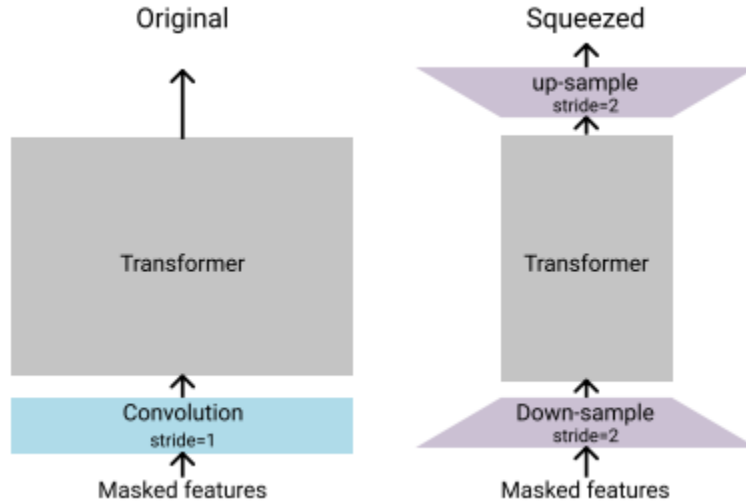 Original
Transformer
Convolution
stride=1
Masked features
Squeezed
up-sample
stride=2
Transformer
Down-sample
stride=2
Masked features